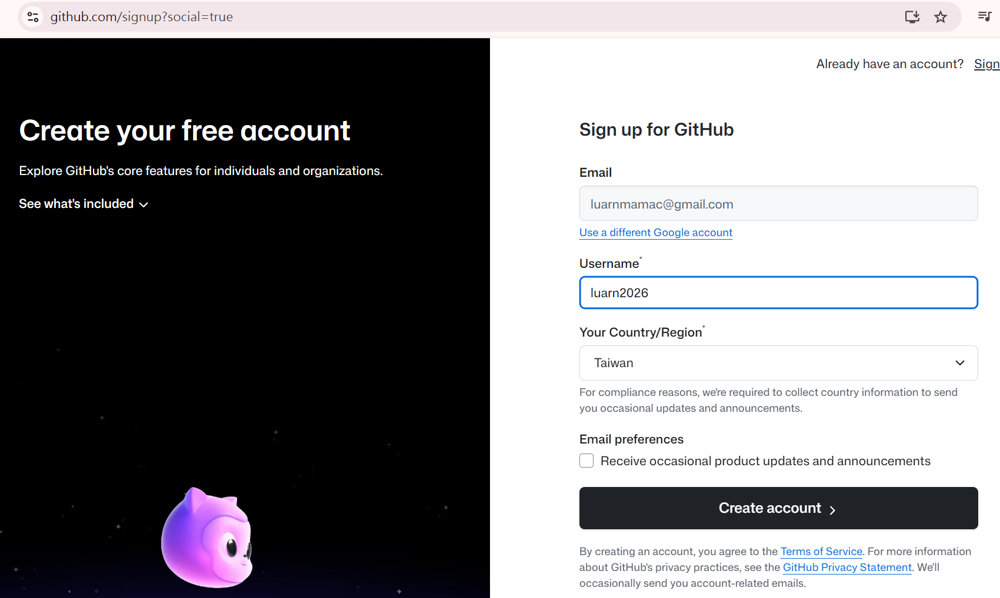 github.com/signup?social=true
Already have an account? Sign
Create your free account
Explore GitHub's core features for individuals and organizations.
See what's included
Sign up for GitHub
Email
luarnmamac@gmail.com
Use a different Google account
Username*
luarn2026
Your Country/Region*
Taiwan
For compliance reasons, we're required to collect country information to send
you occasional updates and announcements.
Email preferences
Receive occasional product updates and announcements
Create account
By creating an account, you agree to the Terms of Service. For more information
about GitHub's privacy practices, see the GitHub Privacy Statement. We'll
occasionally send you account-related emails.